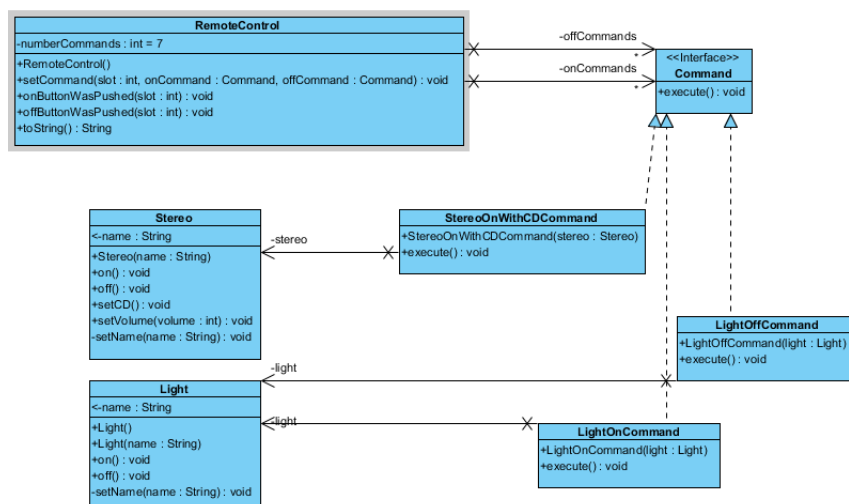 RemoteControl
-numberCommands : int = 7
+RemoteControl()
+setCommand(slot : int, onCommand : Command, offCommand : Command) : void
+onButtonWasPushed(slot : int) : void
+offButtonWasPushed(slot : int) : void
+toString() : String
-offCommands
*
-onCommands
*
<<Interface>>
Command
+execute() : void
Stereo
<-name : String
+Stereo(name : String)
+on() : void
+off() : void
+setCD() : void
+setVolume(volume : int) : void
-setName(name : String) : void
-stereo
StereoOnWithCDCommand
+StereoOnWithCDCommand(stereo : Stereo)
+execute() : void
LightOffCommand
+LightOffCommand(light : Light)
+execute() : void
-light
Light
<-name : String
+Light()
+Light(name : String)
+on() : void
+off() : void
-setName(name : String) : void
-light
LightOnCommand
+LightOnCommand(light : Light)
+execute() : void